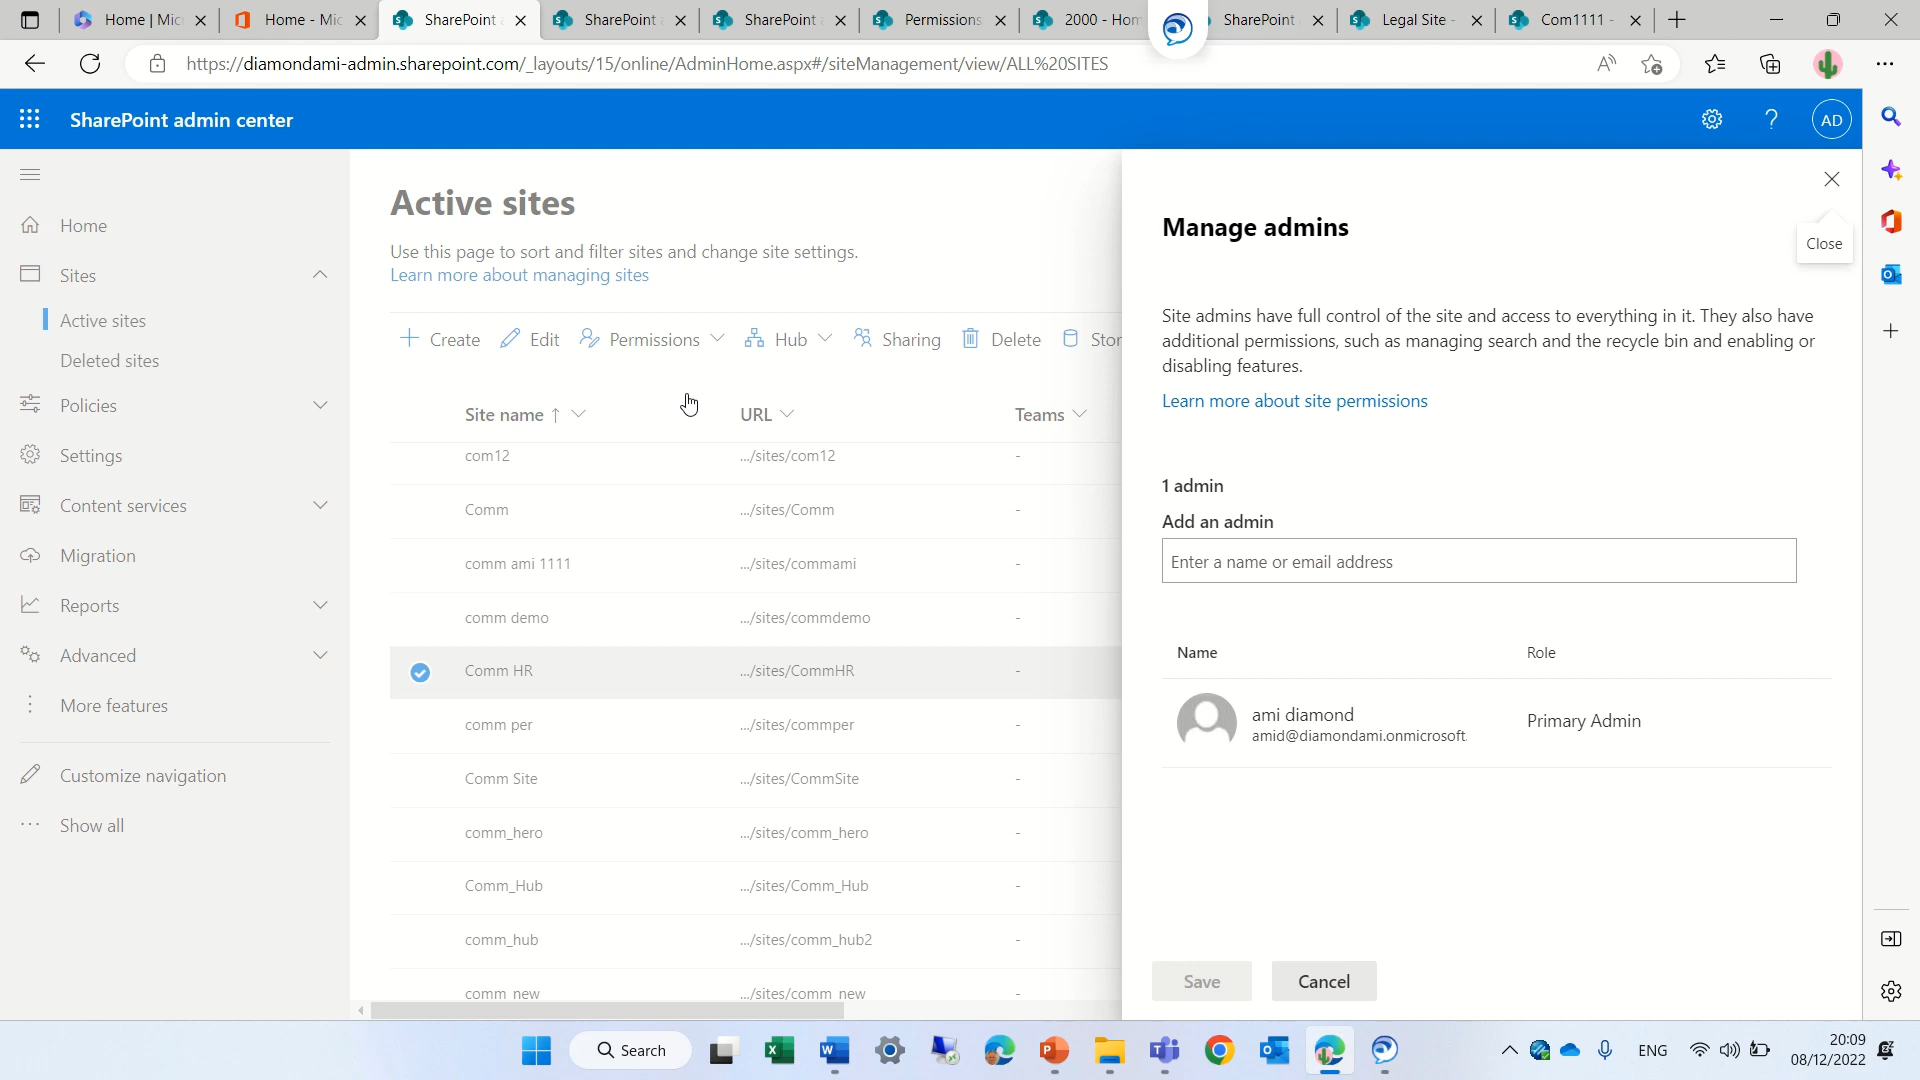 Home | Mic
Home - Mic
SharePoint a
SharePoint a
SharePoint a
Permissions
2000 - Hom
SharePoint
Legal Site -
Com1111 -
https://diamondami-admin.sharepoint.com/_layouts/15/online/AdminHome.aspx#/siteManagement/view/ALL%20SITES
SharePoint admin center
AD
Home
Sites
Active sites
Deleted sites
Policies
Settings
Content services
Migration
Reports
Advanced
More features
Customize navigation
Show all
Active sites
Use this page to sort and filter sites and change site settings.
Learn more about managing sites
Create Edit Permissions Hub Sharing Delete Stor
Site name ↑ URL Teams
com12 .../sites/com12 -
Comm .../sites/Comm -
comm ami 1111 .../sites/commami -
comm demo .../sites/commdemo -
Comm HR .../sites/CommHR -
comm per .../sites/commper -
Comm Site .../sites/CommSite -
comm_hero .../sites/comm_hero -
Comm_Hub .../sites/Comm_Hub -
comm_hub .../sites/comm_hub2 -
comm new .../sites/comm new -
Close
Manage admins
Site admins have full control of the site and access to everything in it. They also have
additional permissions, such as managing search and the recycle bin and enabling or
disabling features.
Learn more about site permissions
1 admin
Add an admin
Enter a name or email address
Name Role
ami diamond
amid@diamondami.onmicrosoft.
Primary Admin
Save Cancel
Search
ENG
20:09
08/12/2022